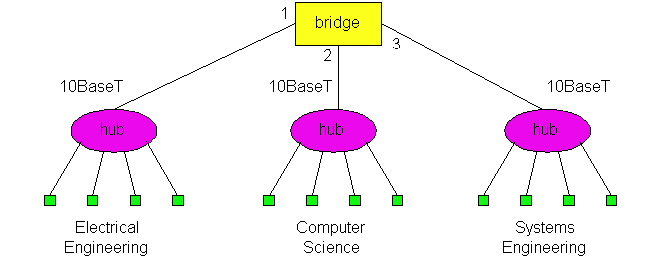 1
bridge
2
3
10BaseT
10BaseT
10BaseT
hub
hub
hub
Electrical
Engineering
Computer
Science
Systems
Engineering